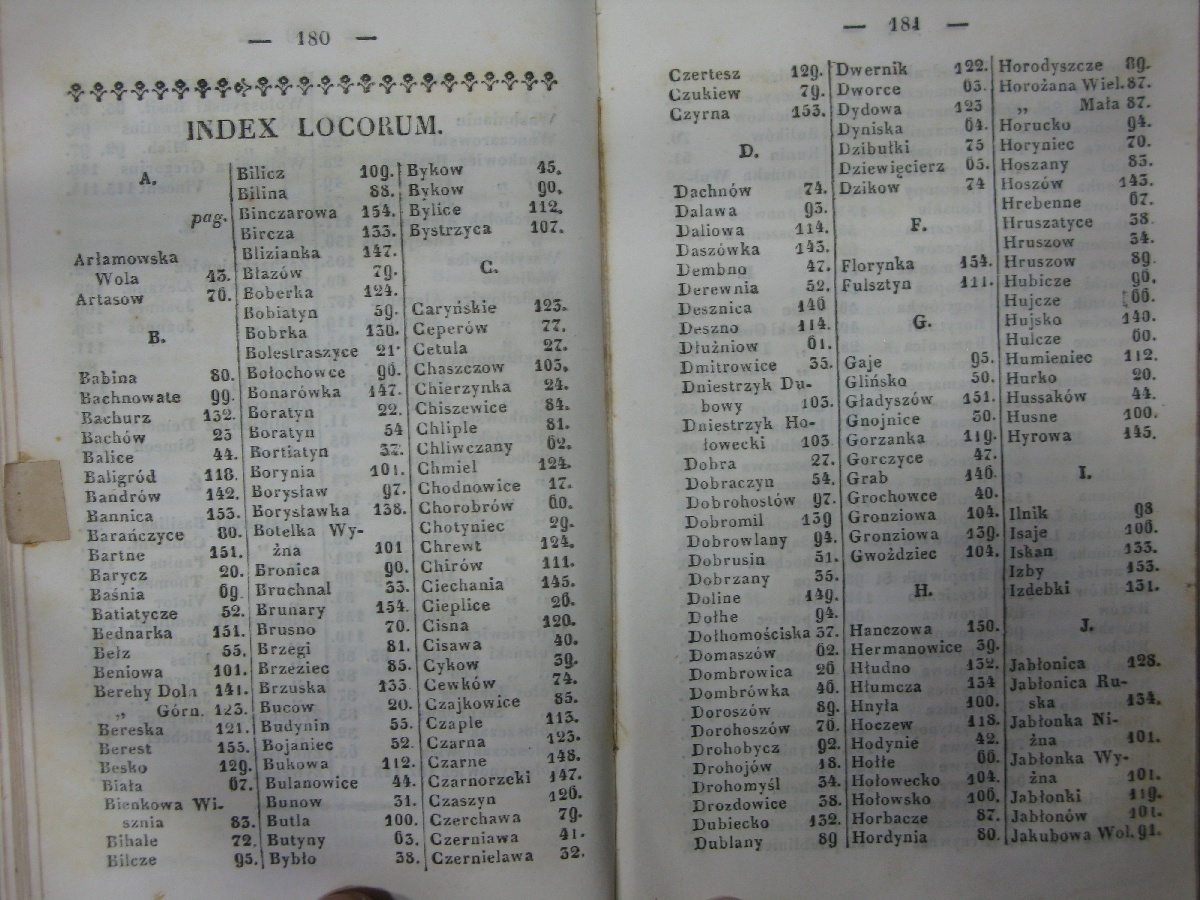 — 180 —
INDEX LOCORUM.
A.
pag.
Arłamowska
Wola 43.
Artasow 70.
B.
Babina 80.
Bachnowate 99.
Bachurz 132.
Bachów 23
Balice 44.
Baligród 118.
Bandrów 142.
Bannica 153.
Barańczyce 80.
Bartne 151.
Barycz 20.
Baśnia 69.
Batiatycze 52.
Bednarka 151.
Bełz 55.
Beniowa 101.
Berehy Doln 141.
„ Górn. 123.
Bereska 121.
Berest 155.
Besko 129.
Biała 67.
Bienkowa Wi-
sznia 83.
Bihale 72.
Bilcze 95.
Bilicz 109.
Bilina 88.
Binczarowa 154.
Bircza 133.
Blizianka 147.
Błazów 79.
Boberka 124.
Bobiatyn 59.
Bobrka 130.
Bolestraszyce 21.
Bołochowce 96.
Bonarówka 147.
Boratyn 22.
Boratyn 54
Bortiatyn 37.
Borynia 101.
Borysław 97.
Borysławka 138.
Botelka Wy-
„ żna 101
Bronica 90.
Bruchnal 33.
Brunary 154.
Brusno 70.
Brzegi 81.
Brzeziec 85.
Brzuska 133
Buców 20.
Budynin 55.
Bojaniec 52.
Bukowa 112.
Bulanowice 44.
Bunow 31.
Butla 100.
Butyny 63.
Bybło 38.
Bykow 45.
Bykow 90.
Bylice 112.
Bystrzyca 107.
C.
Caryńskie 123.
Ceperów 77.
Cetula 27.
Chaszczow 103.
Chierzynka 24.
Chiszewice 84.
Chliple 81.
Chliwczany 62.
Chmiel 124.
Chodnowice 17.
Chorobrów 60.
Chotyniec 29.
Chrewt 124.
Chirów 111.
Ciechania 145.
Cieplice 26.
Cisna 120.
Cisawa 40.
Cykow 39.
Cewków 74.
Czajkowice 85.
Czaple 113.
Czarna 123.
Czarne 148.
Czarnorzeki 147.
Czaszyn 126.
Czerchawa 79.
Czerniawa 41.
Czernielawa 32.
— 181 —
Czertesz 129.
Czukiew 79.
Czyrna 153.
D.
Dachnów 74.
Dalawa 93.
Daliowa 114.
Daszówka 143.
Dembno 47.
Derewnia 52.
Desznica 146
Deszno 114.
Dłużniow 61.
Dmitrowice 35.
Dniestrzyk Du-
bowy 103.
Dniestrzyk Ho-
łowecki 103
Dobra 27.
Dobraczyn 54.
Dobrohostów 97.
Dobromil 139
Dobrowlany 94.
Dobrusin 51.
Dobrzany 35.
Doline 149.
Dołhe 94.
Dołhomościska 37.
Domaszów 62.
Dombrowica 26
Dombrówka 46.
Doroszów 89.
Dorohoszów 76.
Drohobycz 92.
Drohojów 18.
Drohomyśl 34.
Drozdowice 38.
Dubiecko 132.
Dublany 89
Dwernik 122.
Dworce 63.
Dydowa 123
Dyniska 64.
Dzibułki 75
Dziewięcierz 65.
Dzikow 74
F.
Florynka 154.
Fulsztyn 111.
G.
Gaje 95.
Glińsko 50.
Gładyszów 151.
Gnojnice 30.
Gorzanka 119.
Gorczyce 47.
Grab 146.
Grochowce 40.
Gronziowa 104.
Gronziowa 139.
Gwoździec 104.
H.
Hanczowa 150.
Hermanowice 39.
Hłudno 132.
Hłumcza 134
Hnyła 100.
Hoczew 118.
Hodynie 42.
Hołle 66.
Hołowecko 104.
Hołowsko 106.
Horbacze 87.
Hordynia 80.
Horodyszcze 89.
Horożana Wiel. 87.
„ Mała 87.
Horucko 94.
Horyniec 70.
Hoszany 83.
Hoszów 143.
Hrebenne 67.
Hruszatyce 38.
Hruszow 34.
Hruszow 89.
Hubicze 96.
Hujcze 66.
Hujsko 140.
Hulcze 60.
Humieniec 112.
Hurko 20.
Hussaków 44.
Husne 100.
Hyrowa 145.
I.
Ilnik 98
Isaje 106.
Iskan 133.
Izby 153.
Izdebki 131.
J.
Jabłonica 128.
Jabłonica Ru-
ska 134.
Jabłonka Ni-
żna 101.
Jabłonka Wy-
żna 101.
Jabłonki 119.
Jabłonów 101.
Jakubowa Wol. 91.